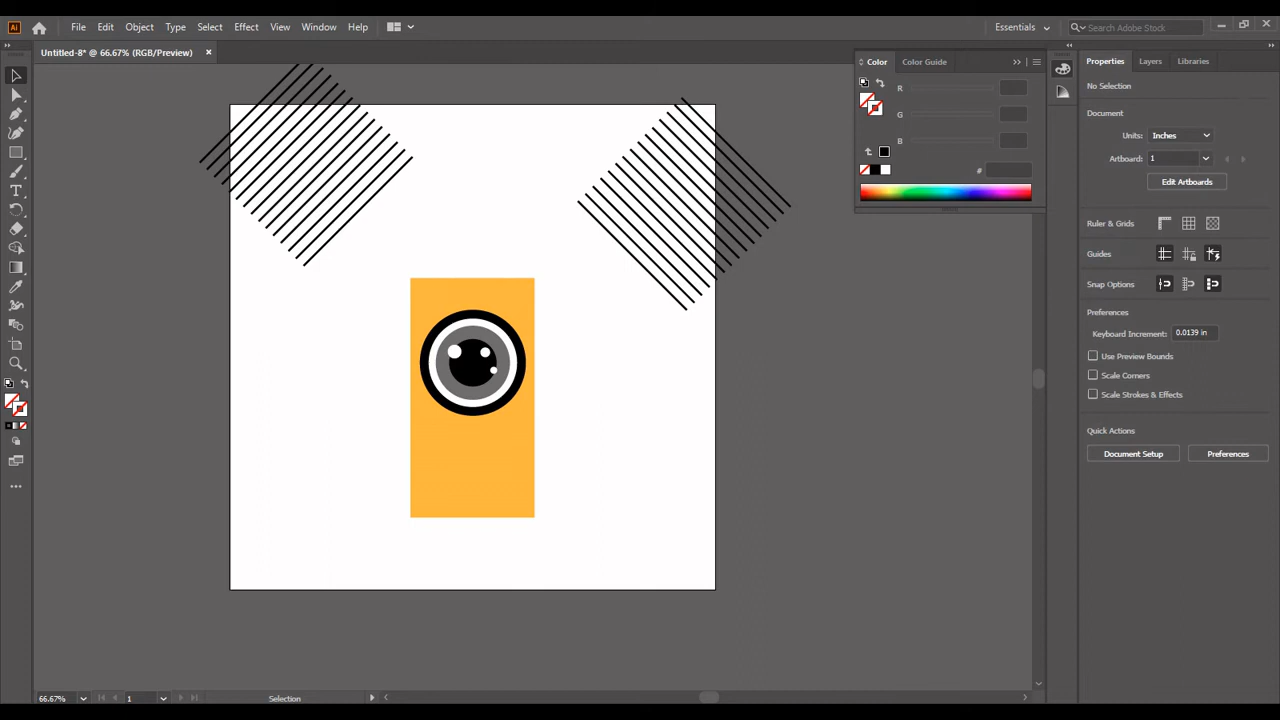 Ai File Edit Object Type Select Effect View Window Help Essentials Search Adobe Stock
Untitled-8* @ 66.67% (RGB/Preview) ×
Color Color Guide
R
G
B
#
Properties Layers Libraries
No Selection
Document
Units: Inches
Artboard: 1
Edit Artboards
Ruler & Grids
Guides
Snap Options
Preferences
Keyboard Increment: 0.0139 in
Use Preview Bounds
Scale Corners
Scale Strokes & Effects
Quick Actions
Document Setup Preferences
66.67% 1 Selection